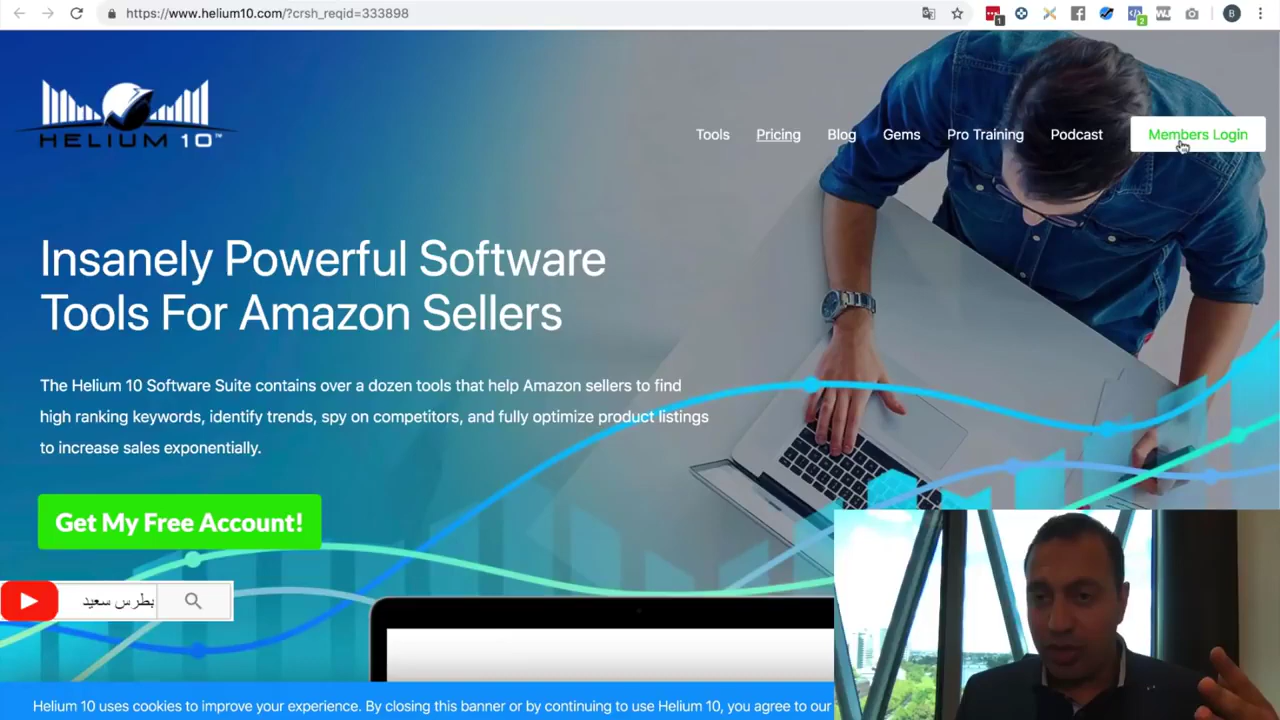 https://www.helium10.com/?crsh_reqid=333898
1
2
B
HELIUM 10™
Tools
Pricing
Blog
Gems
Pro Training
Podcast
Members Login
Insanely Powerful Software
Tools For Amazon Sellers
The Helium 10 Software Suite contains over a dozen tools that help Amazon sellers to find
high ranking keywords, identify trends, spy on competitors, and fully optimize product listings
to increase sales exponentially.
Get My Free Account!
بطرس سعيد
Helium 10 uses cookies to improve your experience. By closing this banner or by continuing to use Helium 10, you agree to our